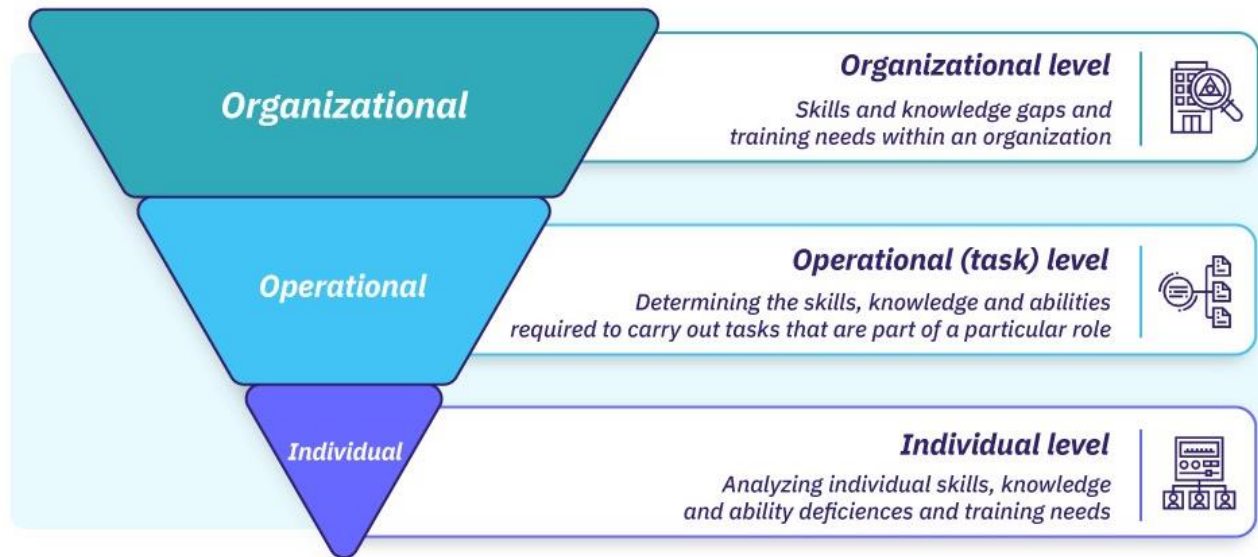 Organizational
Organizational level
Skills and knowledge gaps and
training needs within an organization
Operational
Operational (task) level
Determining the skills, knowledge and abilities
required to carry out tasks that are part of a particular role
Individual
Individual level
Analyzing individual skills, knowledge
and ability deficiences and training needs